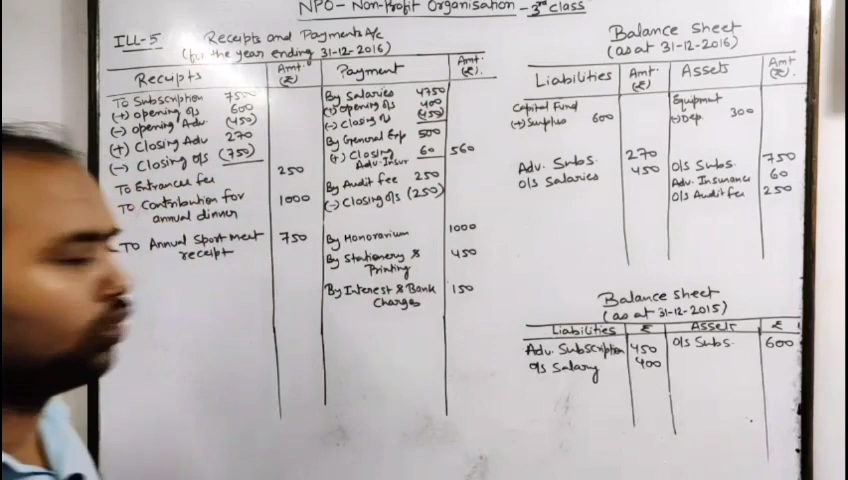 NPO - Non-Profit Organisation - 3rd class
ILL-5 Receipts and Payments A/c
(for the year ending 31-12-2016)
Receipts Amt. (₹) Payment Amt. (₹)
To Subscription 7500
(+) opening o/s 600
(-) opening Adv. (450)
(+) Closing Adv 270
(-) Closing o/s (750)
To Entrance fee 250
To Contribution for annual dinner 1000
To Annual Sport meet receipt 750
By Salaries 4750
(+) opening o/s 400
(-) Closing o/s (450)
By General Exp 500
(+) Closing Adv. Insur 60 560
By Audit fee 250
(-) Closing o/s (250)
By Honorarium 1000
By Stationery & Printing 450
By Interest & Bank Charges 150
Balance sheet
(as at 31-12-2016)
Liabilities Amt (₹) Assets Amt (₹)
Capital Fund Equipment
(+) Surplus 600 (-) Dep. 300
Adv. Subs. 270 O/s Subs. 750
O/s Salaries 450 Adv. Insurance 60
O/s Audit fee 250
Balance sheet
(as at 31-12-2015)
Liabilities ₹ Assets ₹
Adv. Subscription 450 O/s Subs. 600
O/s Salary 400